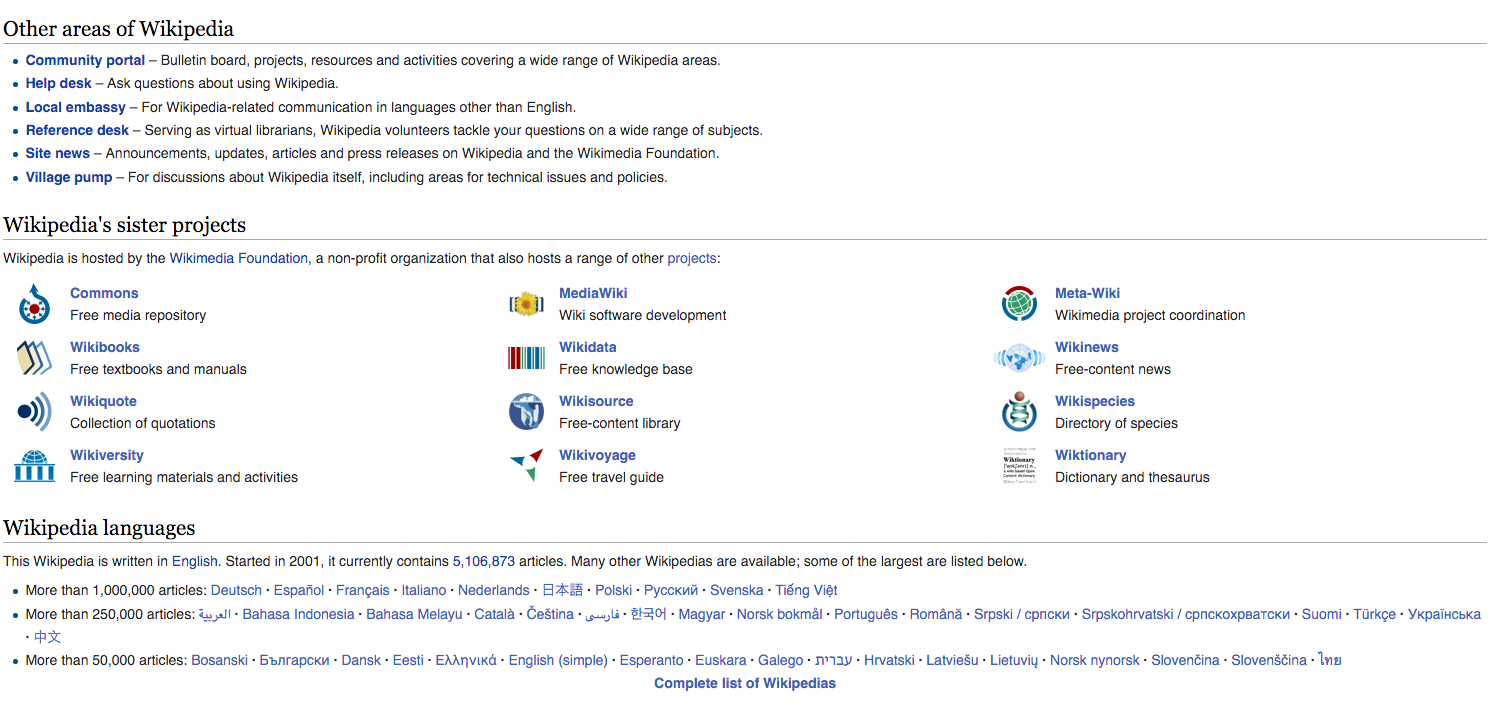 Other areas of Wikipedia
• Community portal – Bulletin board, projects, resources and activities covering a wide range of Wikipedia areas.
• Help desk – Ask questions about using Wikipedia.
• Local embassy – For Wikipedia-related communication in languages other than English.
• Reference desk – Serving as virtual librarians, Wikipedia volunteers tackle your questions on a wide range of subjects.
• Site news – Announcements, updates, articles and press releases on Wikipedia and the Wikimedia Foundation.
• Village pump – For discussions about Wikipedia itself, including areas for technical issues and policies.
Wikipedia's sister projects
Wikipedia is hosted by the Wikimedia Foundation, a non-profit organization that also hosts a range of other projects:
Commons
Free media repository
MediaWiki
Wiki software development
Meta-Wiki
Wikimedia project coordination
Wikibooks
Free textbooks and manuals
Wikidata
Free knowledge base
Wikinews
Free-content news
Wikiquote
Collection of quotations
Wikisource
Free-content library
Wikispecies
Directory of species
Wikiversity
Free learning materials and activities
Wikivoyage
Free travel guide
Wiktionary
Wiktionary
Dictionary and thesaurus
Wikipedia languages
This Wikipedia is written in English. Started in 2001, it currently contains 5,106,873 articles. Many other Wikipedias are available; some of the largest are listed below.
• More than 1,000,000 articles: Deutsch · Español · Français · Italiano · Nederlands · 日本語 · Polski · Русский · Svenska · Tiếng Việt
• More than 250,000 articles: العربية · Bahasa Indonesia · Bahasa Melayu · Català · Čeština · فارسی · 한국어 · Magyar · Norsk bokmål · Português · Română · Srpski / српски · Srpskohrvatski / српскохрватски · Suomi · Türkçe · Українська
· 中文
• More than 50,000 articles: Bosanski · Български · Dansk · Eesti · Ελληνικά · English (simple) · Esperanto · Euskara · Galego · עברית · Hrvatski · Latviešu · Lietuvių · Norsk nynorsk · Slovenčina · Slovenščina · ไทย
Complete list of Wikipedias